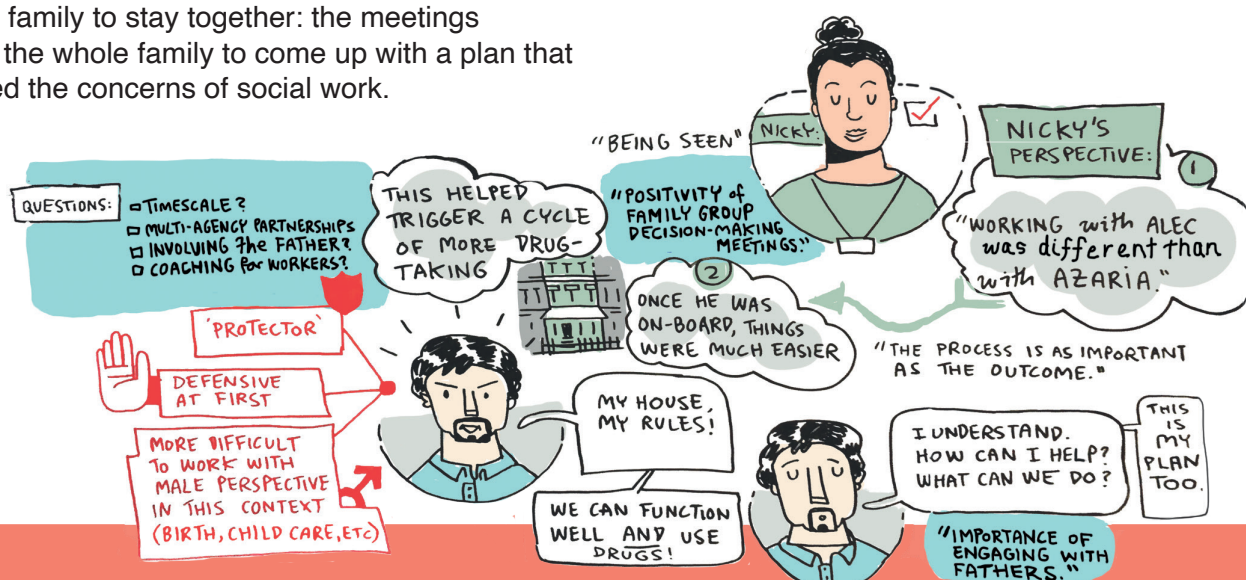 family to stay together: the meetings
the whole family to come up with a plan that
ed the concerns of social work.
"BEING SEEN"
NICKY:
NICKY'S
PERSPECTIVE:
1
"WORKING with ALEC
was different than
with AZARIA."
QUESTIONS:
TIMESCALE?
MULTI-AGENCY PARTNERSHIPS
INVOLVING the FATHER?
COACHING for WORKERS?
THIS HELPED
TRIGGER A CYCLE
OF MORE DRUG-
TAKING
"POSITIVITY of
FAMILY GROUP
DECISION-MAKING
MEETINGS."
2
ONCE HE WAS
ON-BOARD, THINGS
WERE MUCH EASIER
"THE PROCESS IS AS IMPORTANT
AS THE OUTCOME."
'PROTECTOR'
DEFENSIVE
AT FIRST
MORE DIFFICULT
TO WORK WITH
MALE PERSPECTIVE
IN THIS CONTEXT
(BIRTH, CHILD CARE, ETC)
MY HOUSE,
MY RULES!
WE CAN FUNCTION
WELL AND USE
DRUGS!
I UNDERSTAND.
HOW CAN I HELP?
WHAT CAN WE DO?
THIS
IS
MY
PLAN
TOO.
"IMPORTANCE OF
ENGAGING WITH
FATHERS."